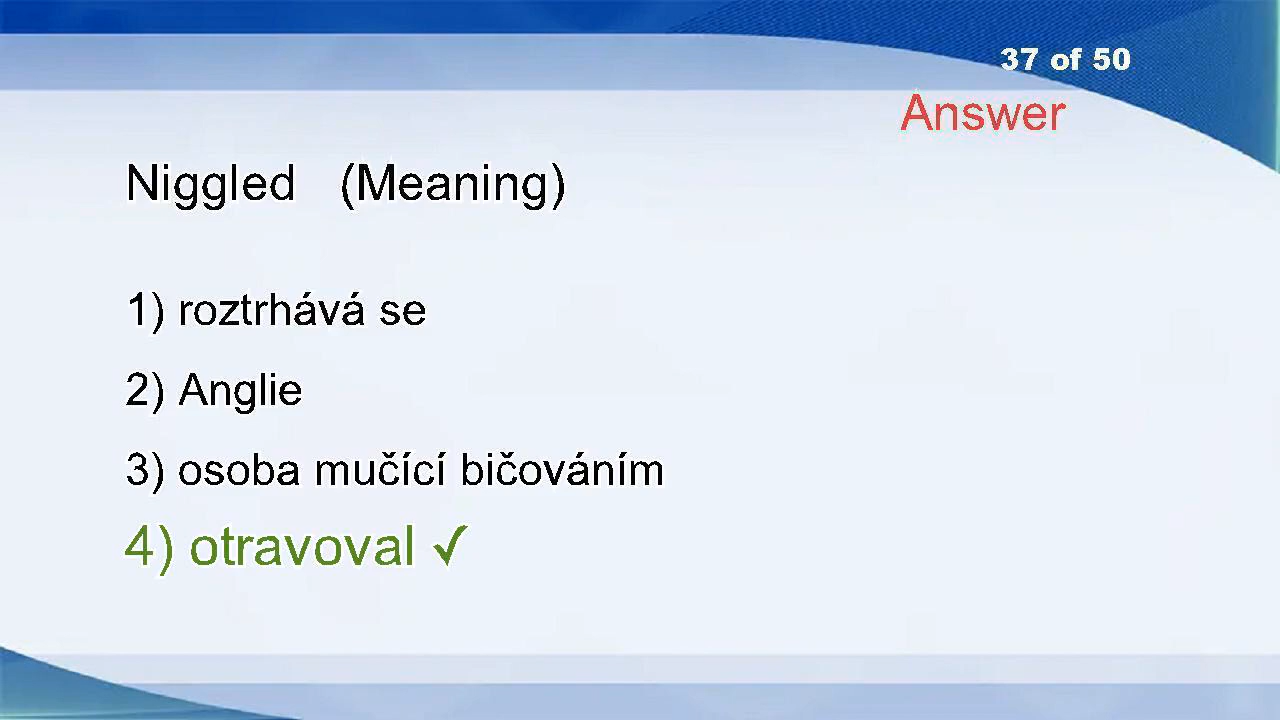 37 of 50
Answer
Niggled (Meaning)
1) roztrhává se
2) Anglie
3) osoba mučící bičováním
4) otravoval ✓